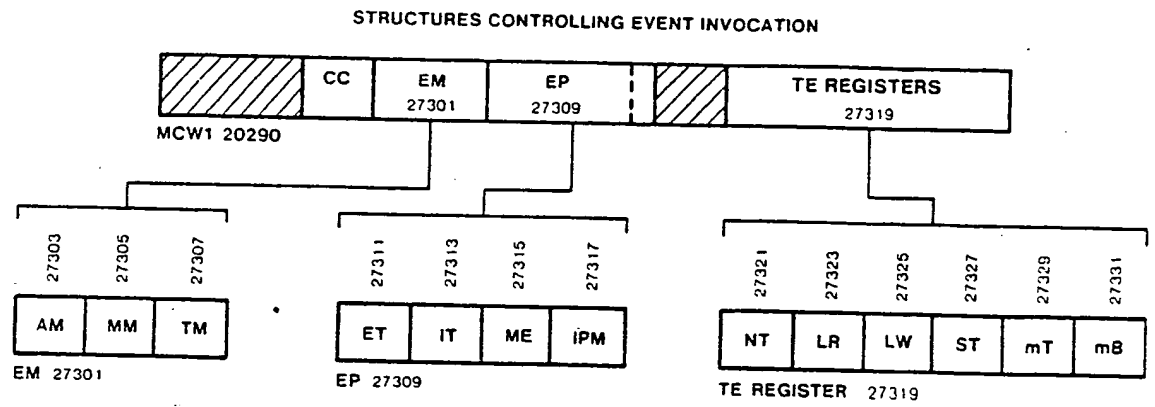 STRUCTURES CONTROLLING EVENT INVOCATION
CC EM EP TE REGISTERS
27301 27309 27319
MCW1 20290
27303 27305 27307 27311 27313 27315 27317 27321 27323 27325 27327 27329 27331
AM MM TM ET IT ME IPM NT LR LW ST mT mB
EM 27301 EP 27309 TE REGISTER 27319